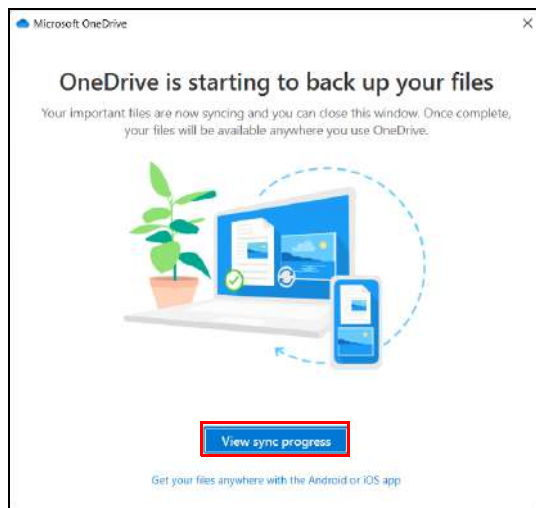 Microsoft OneDrive
OneDrive is starting to back up your files
Your important files are now syncing and you can close this window. Once complete,
your files will be available anywhere you use OneDrive.
View sync progress
Get your files anywhere with the Android or iOS app